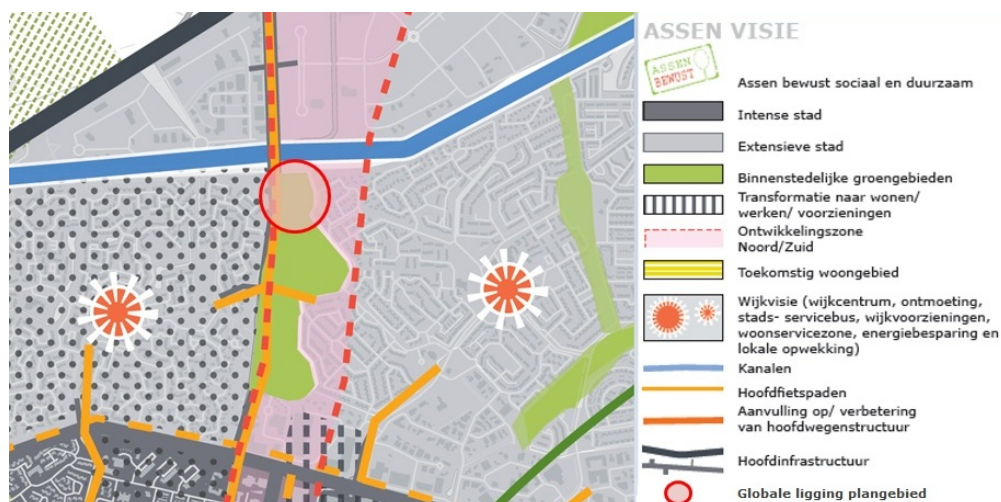 ASSEN VISIE
ASSEN
BEWUST
Assen bewust sociaal en duurzaam
Intense stad
Extensieve stad
Binnenstedelijke groengebieden
Transformatie naar wonen/
werken/ voorzieningen
Ontwikkelingszone
Noord/Zuid
Toekomstig woongebied
Wijkvisie (wijkcentrum, ontmoeting,
stads- servicebus, wijkvoorzieningen,
woonservicezone, energiebesparing en
lokale opwekking)
Kanalen
Hoofdfietspaden
Aanvulling op/ verbetering
van hoofdwegenstructuur
Hoofdinfrastructuur
Globale ligging plangebied